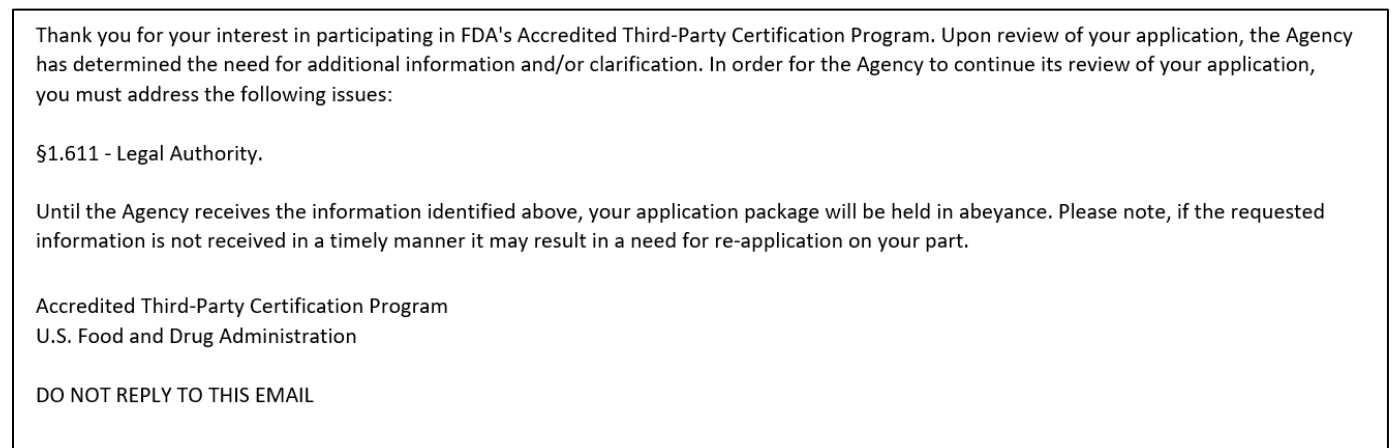 Thank you for your interest in participating in FDA's Accredited Third-Party Certification Program. Upon review of your application, the Agency
has determined the need for additional information and/or clarification. In order for the Agency to continue its review of your application,
you must address the following issues:
§1.611 - Legal Authority.
Until the Agency receives the information identified above, your application package will be held in abeyance. Please note, if the requested
information is not received in a timely manner it may result in a need for re-application on your part.
Accredited Third-Party Certification Program
U.S. Food and Drug Administration
DO NOT REPLY TO THIS EMAIL